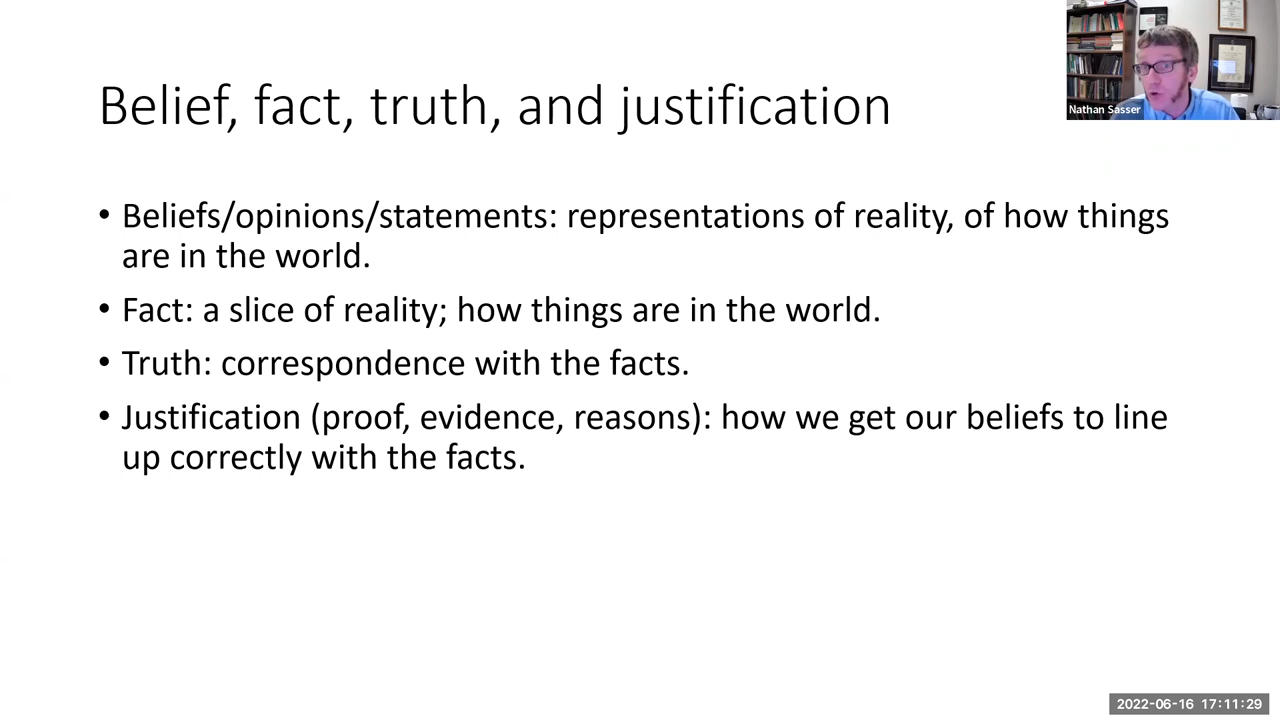 Belief, fact, truth, and justification
Nathan Sasser
• Beliefs/opinions/statements: representations of reality, of how things
are in the world.
• Fact: a slice of reality; how things are in the world.
• Truth: correspondence with the facts.
• Justification (proof, evidence, reasons): how we get our beliefs to line
up correctly with the facts.
2022-06-16 17:11:29